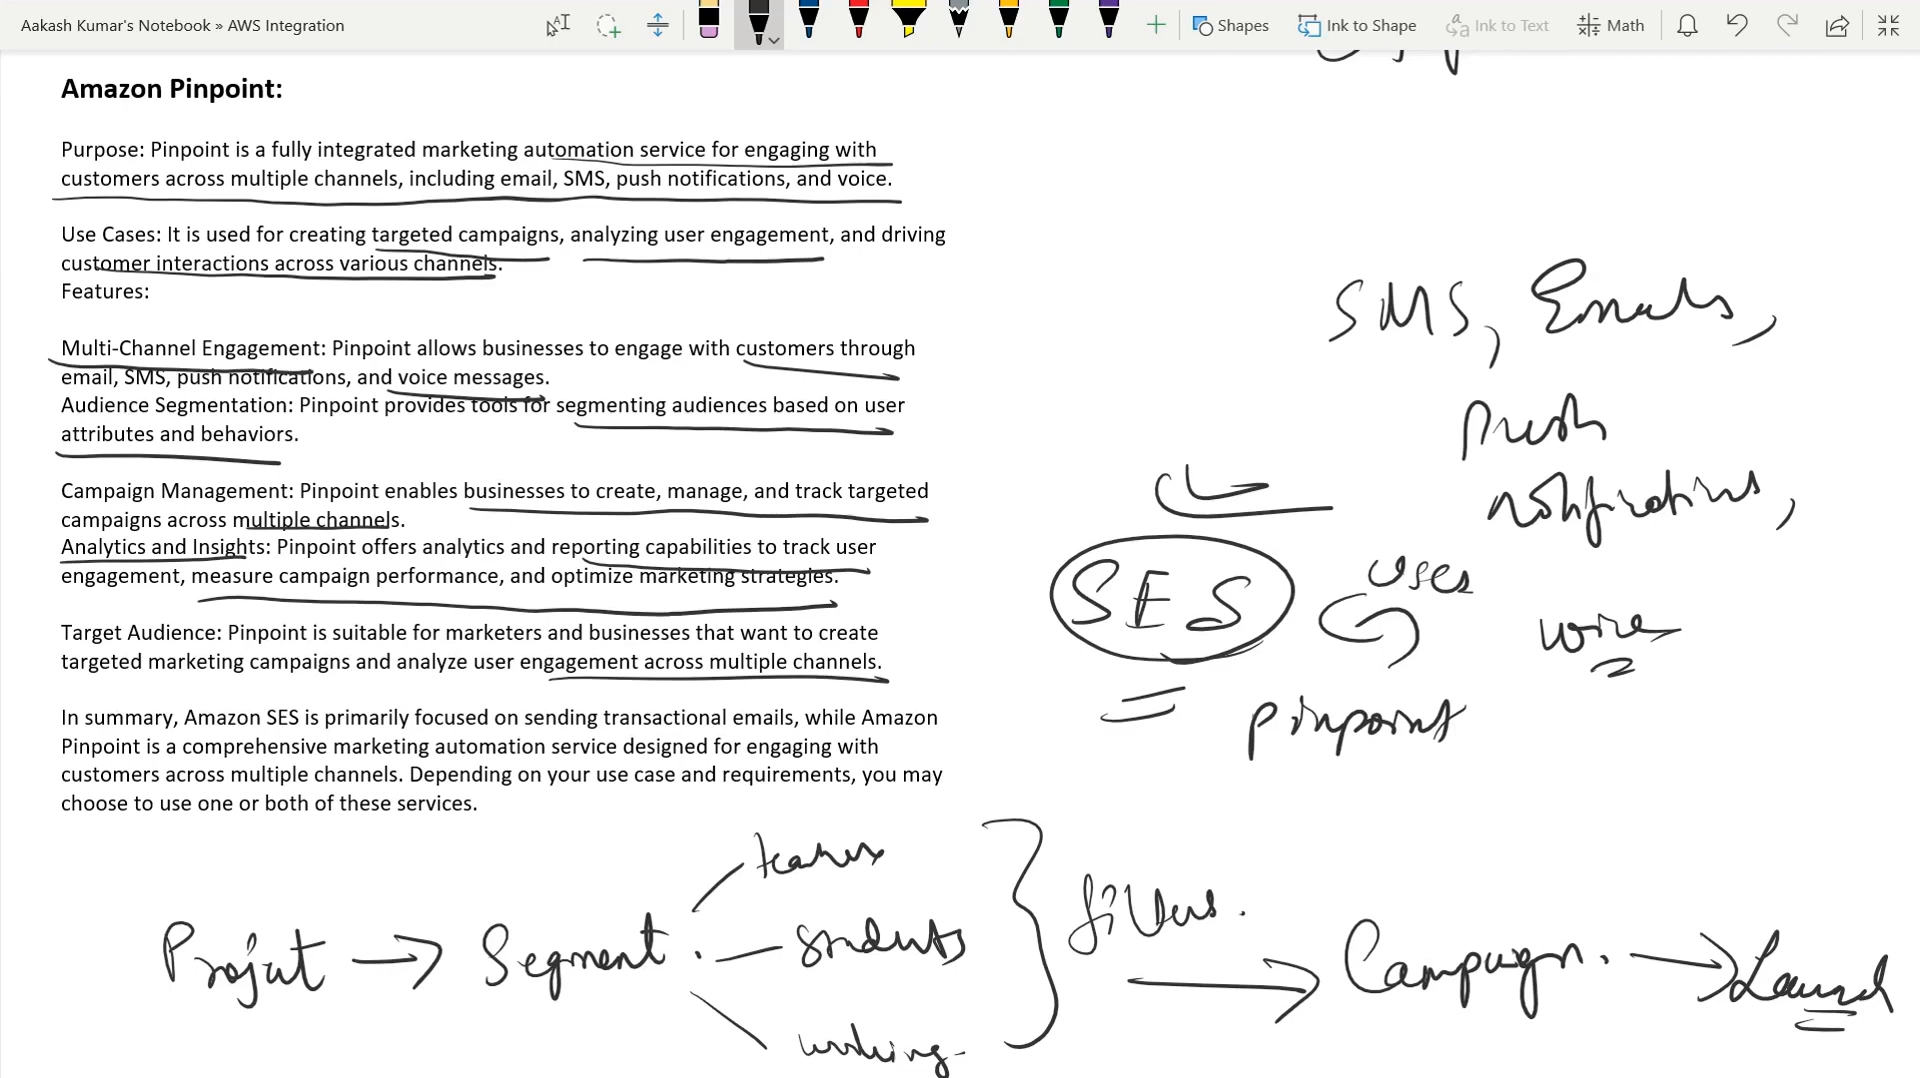 Aakash Kumar's Notebook » AWS Integration
Shapes
Ink to Shape
Ink to Text
Math
Amazon Pinpoint:
Purpose: Pinpoint is a fully integrated marketing automation service for engaging with
customers across multiple channels, including email, SMS, push notifications, and voice.
Use Cases: It is used for creating targeted campaigns, analyzing user engagement, and driving
customer interactions across various channels.
Features:
Multi-Channel Engagement: Pinpoint allows businesses to engage with customers through
email, SMS, push notifications, and voice messages.
Audience Segmentation: Pinpoint provides tools for segmenting audiences based on user
attributes and behaviors.
Campaign Management: Pinpoint enables businesses to create, manage, and track targeted
campaigns across multiple channels.
Analytics and Insights: Pinpoint offers analytics and reporting capabilities to track user
engagement, measure campaign performance, and optimize marketing strategies.
Target Audience: Pinpoint is suitable for marketers and businesses that want to create
targeted marketing campaigns and analyze user engagement across multiple channels.
In summary, Amazon SES is primarily focused on sending transactional emails, while Amazon
Pinpoint is a comprehensive marketing automation service designed for engaging with
customers across multiple channels. Depending on your use case and requirements, you may
choose to use one or both of these services.
SMS, Emails,
push
notifications,
SES
uses
voice
pinpoint
Project → Segment
teachers
students
working
filters.
→ Campaign. → Launch